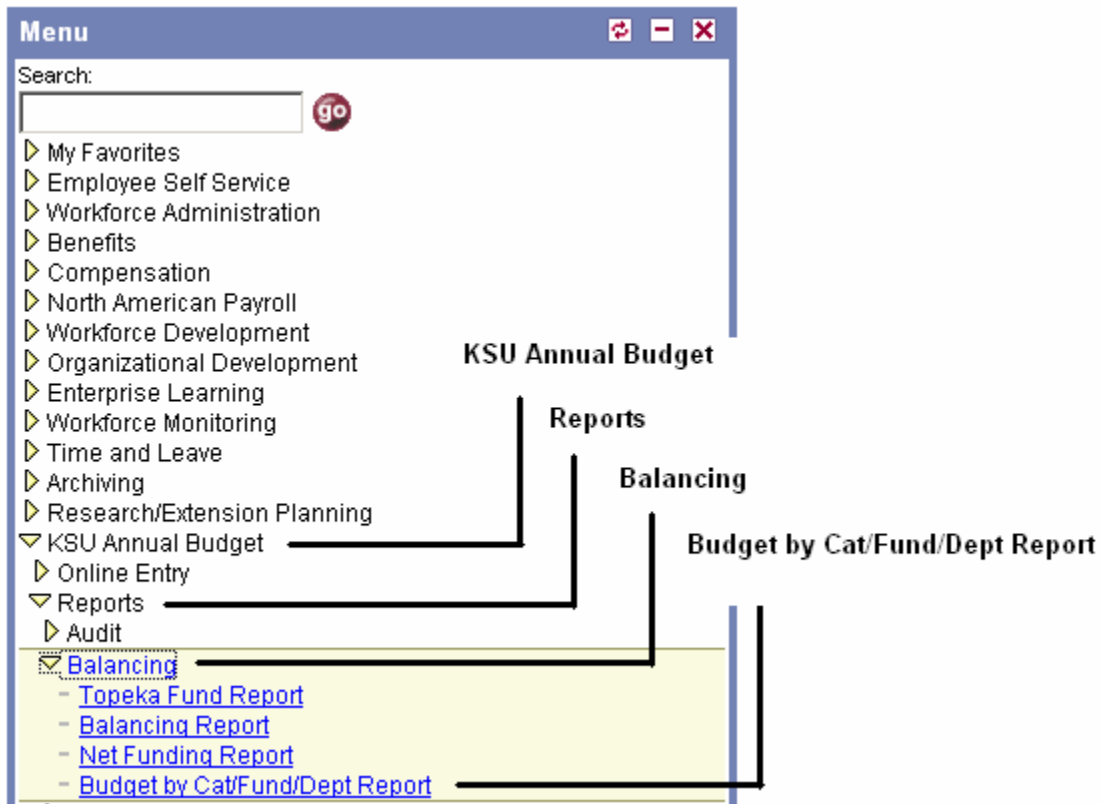 Menu
Search:
go
My Favorites
Employee Self Service
Workforce Administration
Benefits
Compensation
North American Payroll
Workforce Development
Organizational Development
Enterprise Learning
Workforce Monitoring
Time and Leave
Archiving
Research/Extension Planning
KSU Annual Budget
Online Entry
Reports
Audit
Balancing
Topeka Fund Report
Balancing Report
Net Funding Report
Budget by Cat/Fund/Dept Report
KSU Annual Budget
Reports
Balancing
Budget by Cat/Fund/Dept Report